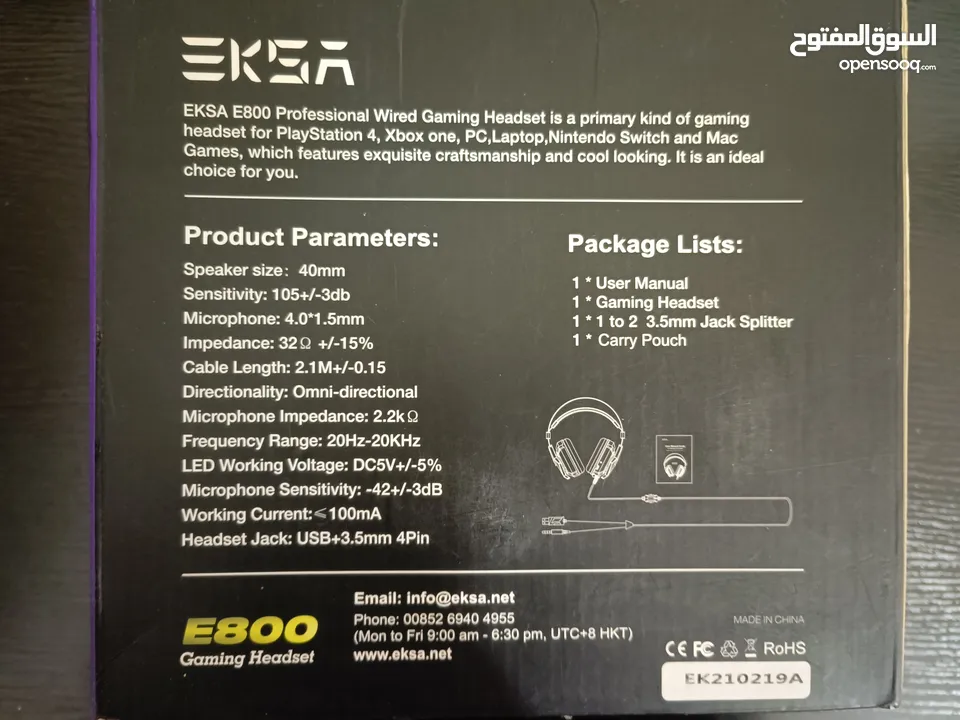 السوق المفتوح
opensooq.com
EKSA
EKSA E800 Professional Wired Gaming Headset is a primary kind of gaming
headset for PlayStation 4, Xbox one, PC,Laptop,Nintendo Switch and Mac
Games, which features exquisite craftsmanship and cool looking. It is an ideal
choice for you.
Product Parameters:
Speaker size: 40mm
Sensitivity: 105+/-3db
Microphone: 4.0*1.5mm
Impedance: 32Ω +/-15%
Cable Length: 2.1M+/-0.15
Directionality: Omni-directional
Microphone Impedance: 2.2kΩ
Frequency Range: 20Hz-20KHz
LED Working Voltage: DC5V+/-5%
Microphone Sensitivity: -42+/-3dB
Working Current:≤100mA
Headset Jack: USB+3.5mm 4Pin
Package Lists:
1 * User Manual
1 * Gaming Headset
1 * 1 to 2 3.5mm Jack Splitter
1 * Carry Pouch
E800
Gaming Headset
Email: info@eksa.net
Phone: 00852 6940 4955
(Mon to Fri 9:00 am - 6:30 pm, UTC+8 HKT)
www.eksa.net
MADE IN CHINA
CE FC RoHS
EK210219A